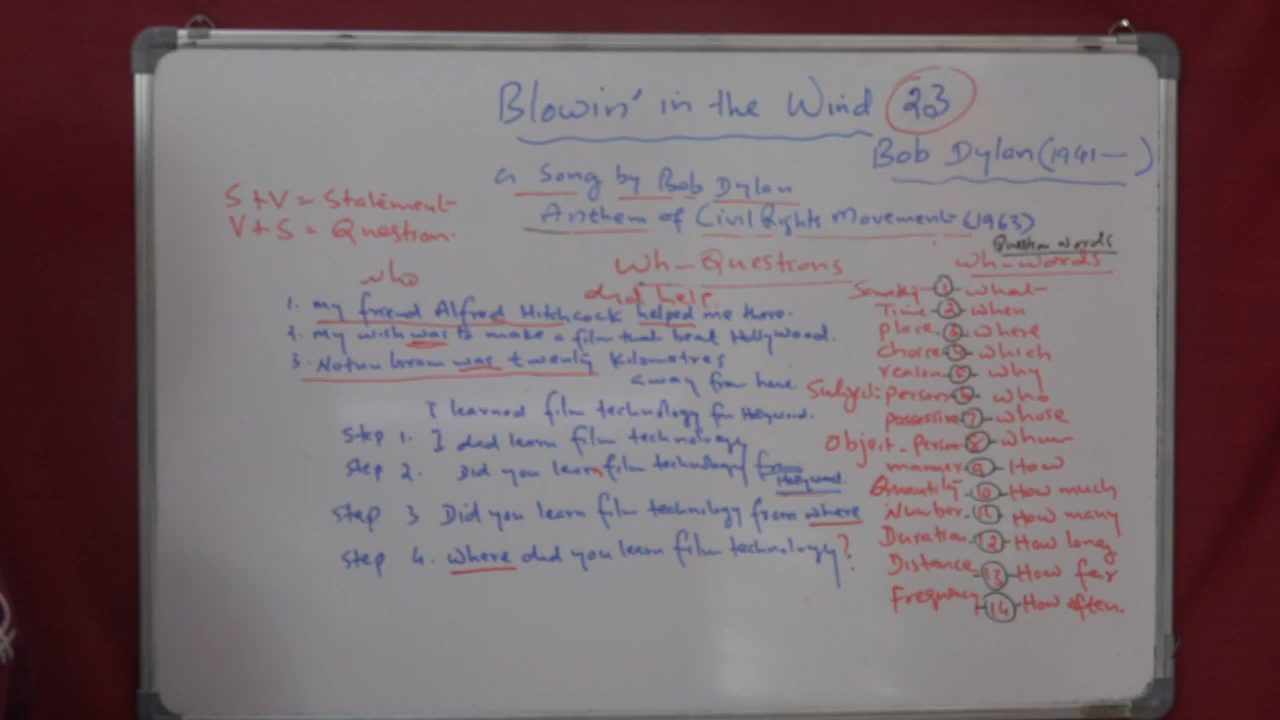 Blowin' in the Wind 23
Bob Dylan (1941 — )
a Song by Bob Dylan
Anthem of Civil Rights Movement (1963)
S + V = Statement
V + S = Question
Wh - Questions
Question words
wh - words
who
did help
1. my friend Alfred Hitchcock helped me there.
2. my wish was to make a film that beat Hollywood.
3. was twenty Kilometres
away from here.
I learned film technology Hollywood.
Step 1. I did learn film technology
Step 2. Did you learn film technology from
Hollywood
Step 3 Did you learn film technology from where
Step 4. where did you learn film technology?
1 - what
Time 2 - when
place 3 - where
choice 4 - which
reason 5 - why
Subject: person 6 - who
possessive 7 - whose
Object - Person 8 - whom
manner 9 - How
Quantity 10 - How much
Number 11 - How many
Duration 12 - How long
Distance 13 - How far
Frequency 14 - How often.